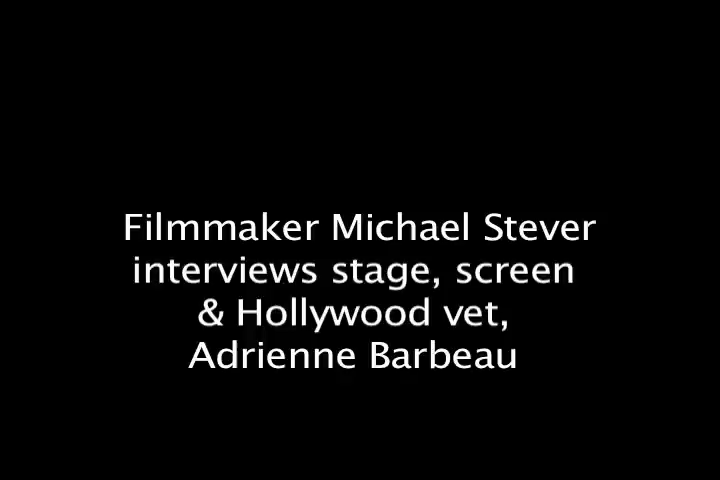 Filmmaker Michael Stever
interviews stage, screen
& Hollywood vet,
Adrienne Barbeau